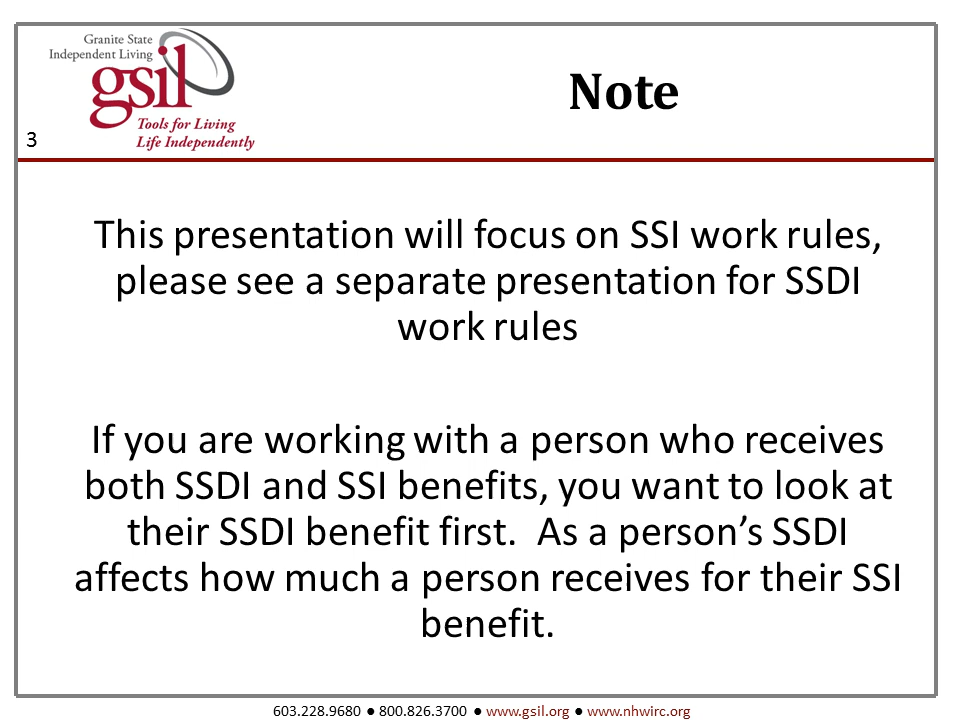 Granite State
Independent Living
gsil
Tools for Living
Life Independently
Note
3
This presentation will focus on SSI work rules,
please see a separate presentation for SSDI
work rules
If you are working with a person who receives
both SSDI and SSI benefits, you want to look at
their SSDI benefit first.  As a person’s SSDI
affects how much a person receives for their SSI
benefit.
603.228.9680 ● 800.826.3700 ● www.gsil.org ● www.nhwirc.org